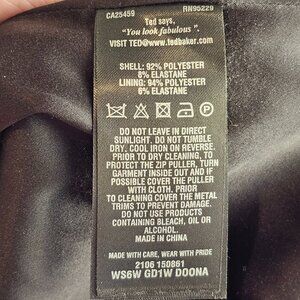 CA25459 RN95229
Ted says,
"You look fabulous".
VISIT TED@www.tedbaker.com
SHELL: 92% POLYESTER
8% ELASTANE
LINING: 94% POLYESTER
6% ELASTANE
DO NOT LEAVE IN DIRECT
SUNLIGHT. DO NOT TUMBLE
DRY. COOL IRON ON REVERSE.
PRIOR TO DRY CLEANING, TO
PROTECT THE ZIP PULLER, TURN
GARMENT INSIDE OUT AND IF
POSSIBLE COVER THE PULLER
WITH CLOTH. PRIOR
TO CLEANING COVER THE METAL
TRIMS TO PREVENT DAMAGE.
DO NOT USE PRODUCTS
CONTAINING BLEACH, OIL OR
ALCOHOL.
MADE IN CHINA
MADE WITH CARE, WEAR WITH PRIDE
2106 150861
WS6W GD1W DOONA